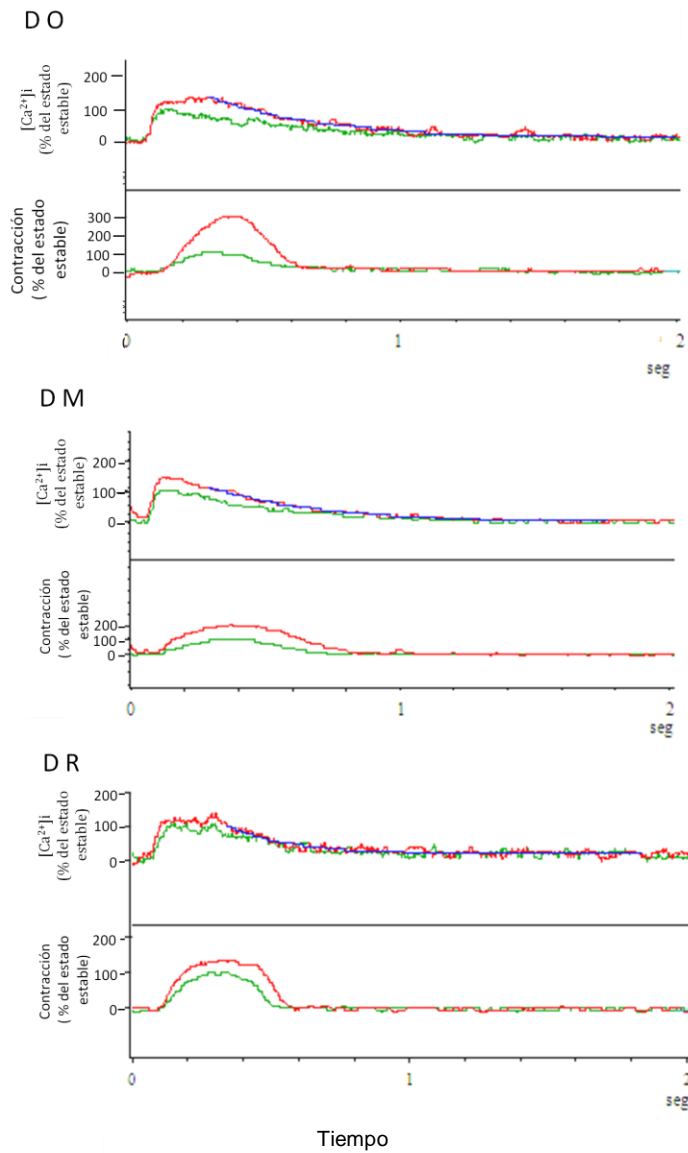 D O
[Ca²⁺]i
(% del estado
estable)
200
100
0
Contracción
( % del estado
estable)
300
200
100
0
0
1
2
seg
D M
[Ca²⁺]i
(% del estado
estable)
200
100
0
Contracción
( % del estado
estable)
200
100
0
0
1
2
seg
D R
[Ca²⁺]i
(% del estado
estable)
200
100
0
Contracción
( % del estado
estable)
200
100
0
0
1
2
seg
Tiempo